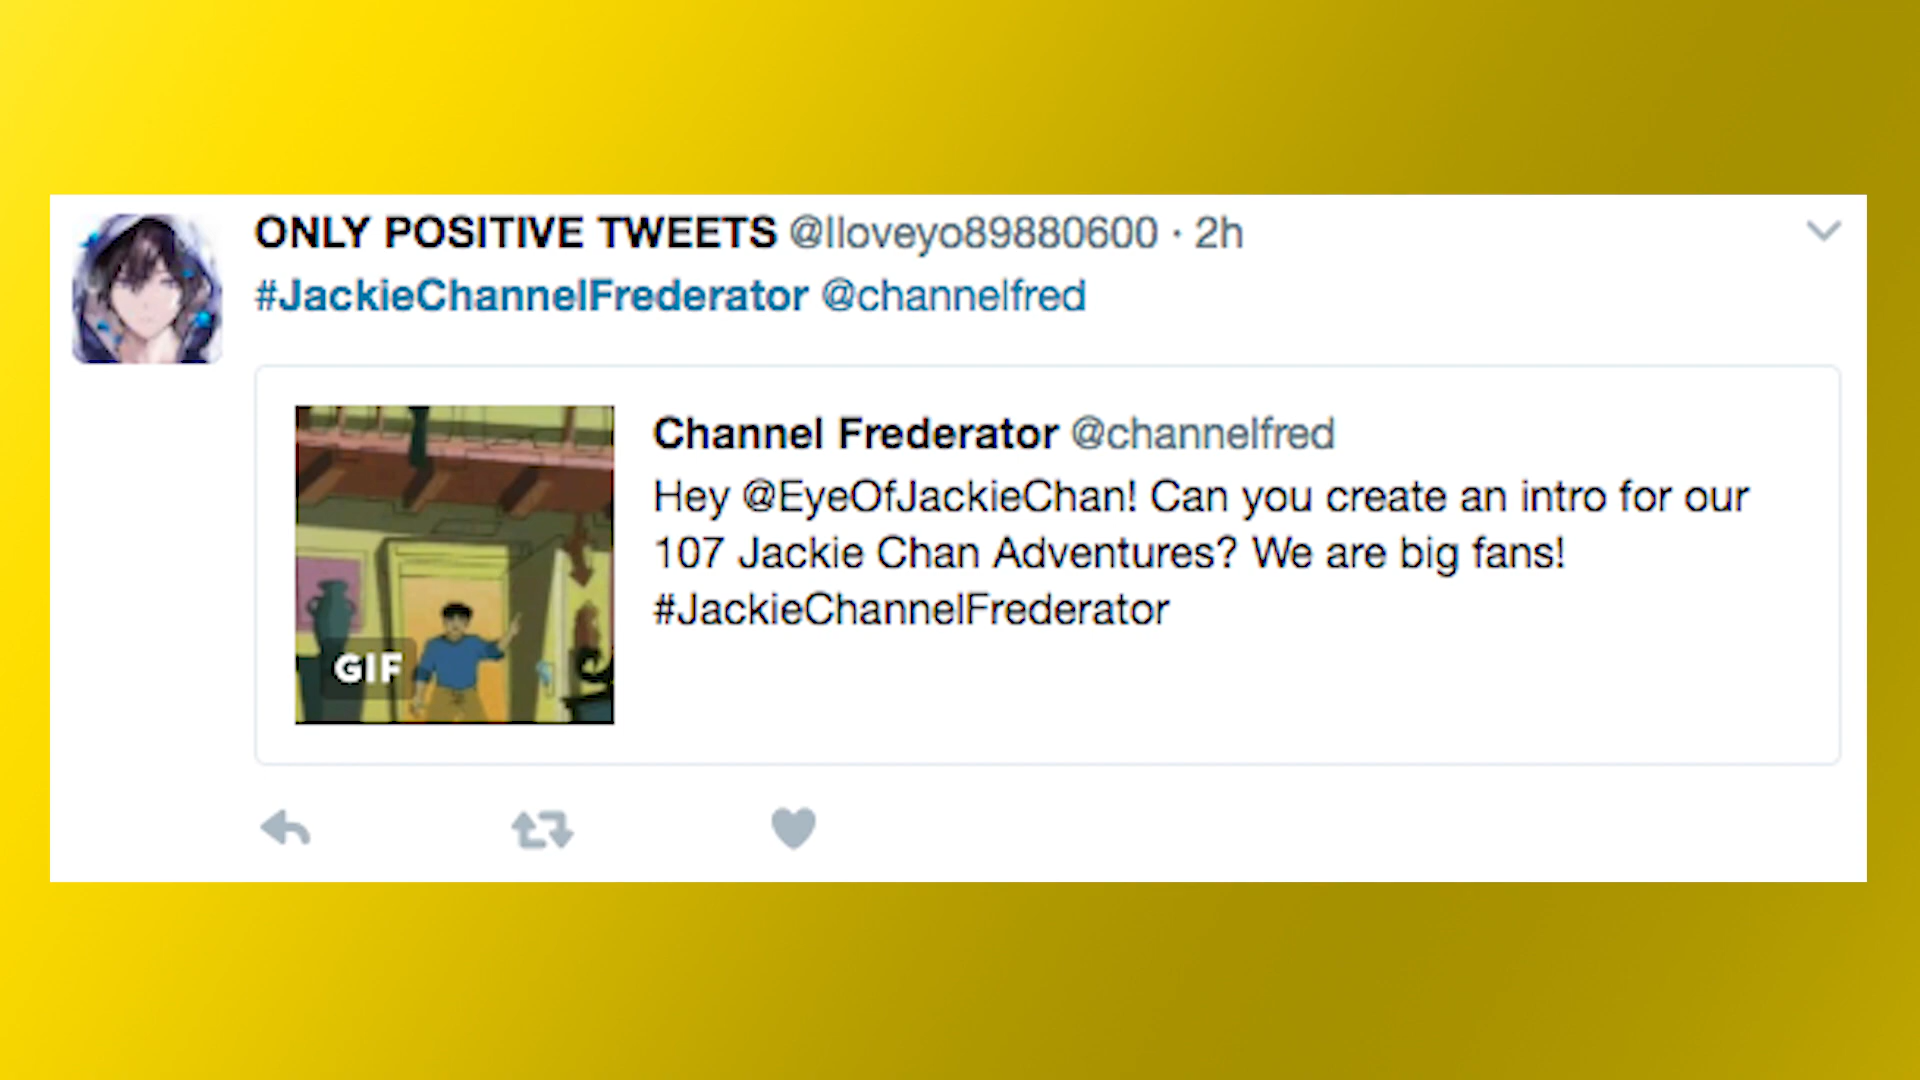 ONLY POSITIVE TWEETS @Iloveyo89880600 · 2h
#JackieChannelFrederator @channelfred
Channel Frederator @channelfred
Hey @EyeOfJackieChan! Can you create an intro for our
107 Jackie Chan Adventures? We are big fans!
#JackieChannelFrederator
GIF